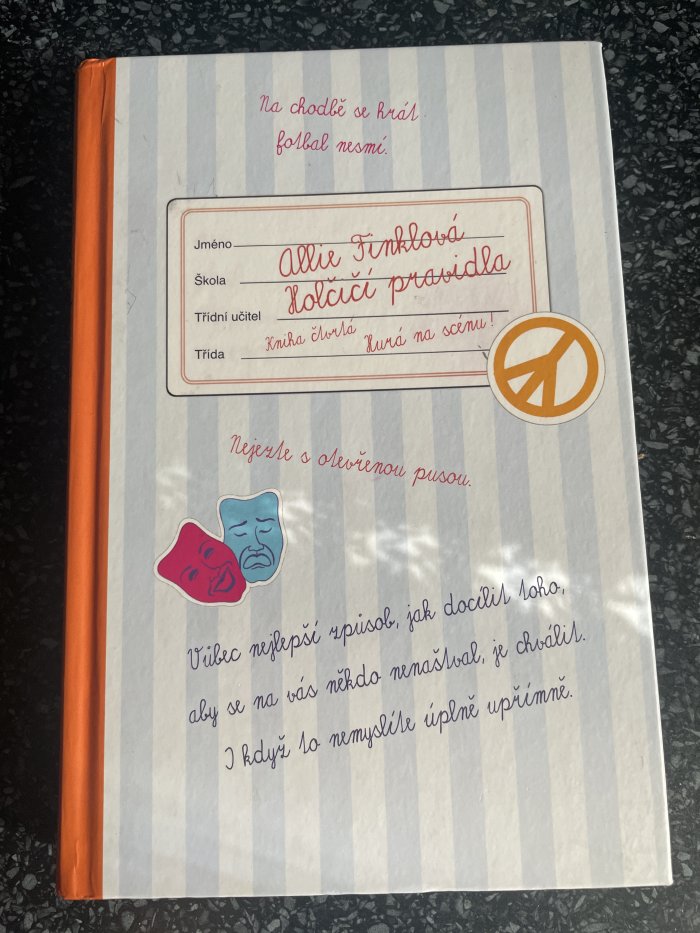 Na chodbě se hrát
fotbal nesmí.
Jméno
Allie Finklová
Škola
Holčičí pravidla
Třídní učitel
Kniha čtvrtá Hurá na scénu!
Třída
Nejezte s otevřenou pusou.
Vůbec nejlepší způsob, jak docílit toho,
aby se na vás někdo nenaštval, je chválit.
I když to nemyslíte úplně upřímně.